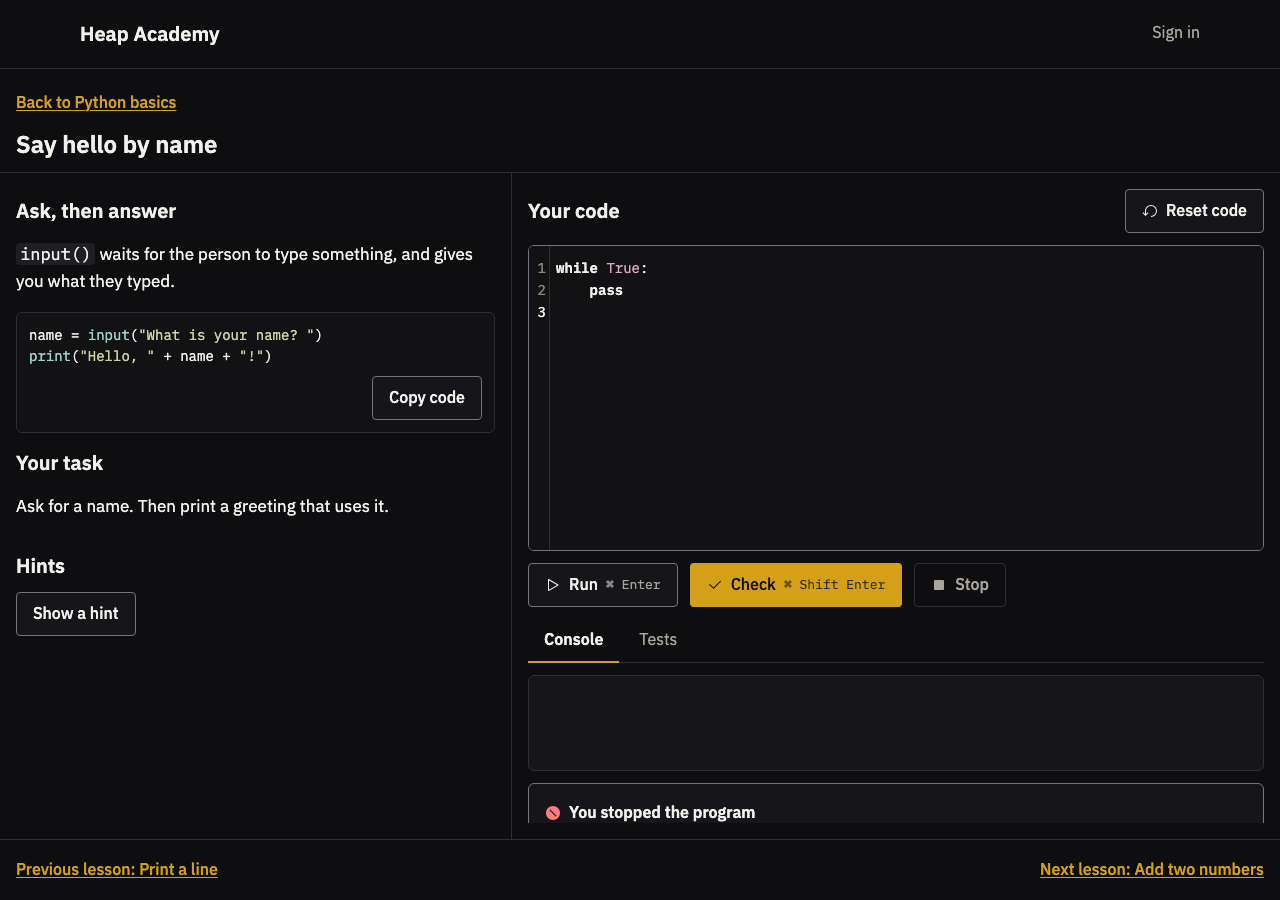 Heap Academy
Sign in
Back to Python basics
Say hello by name
Ask, then answer
input() waits for the person to type something, and gives
you what they typed.
name = input("What is your name? ")
print("Hello, " + name + "!")
Copy code
Your task
Ask for a name. Then print a greeting that uses it.
Hints
Show a hint
Your code
Reset code
1 while True:
2     pass
3
Run ⌘ Enter
Check ⌘ Shift Enter
Stop
Console
Tests
You stopped the program
Previous lesson: Print a line
Next lesson: Add two numbers